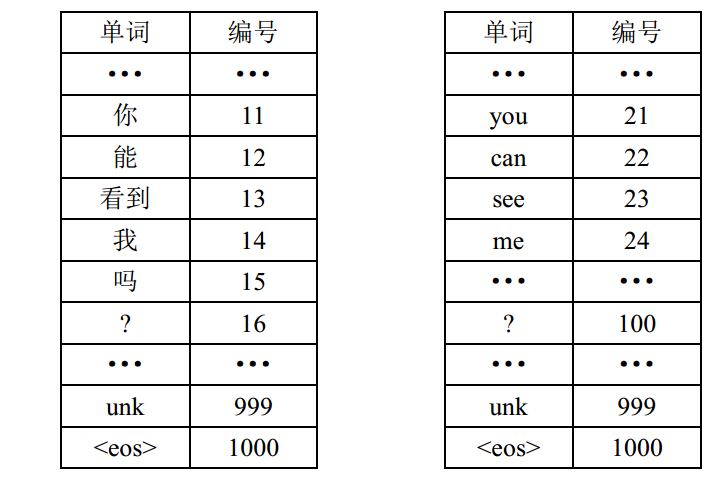 单词 编号
… …
你 11
能 12
看到 13
我 14
吗 15
? 16
… …
unk 999
<eos> 1000
单词 编号
… …
you 21
can 22
see 23
me 24
… …
? 100
… …
unk 999
<eos> 1000